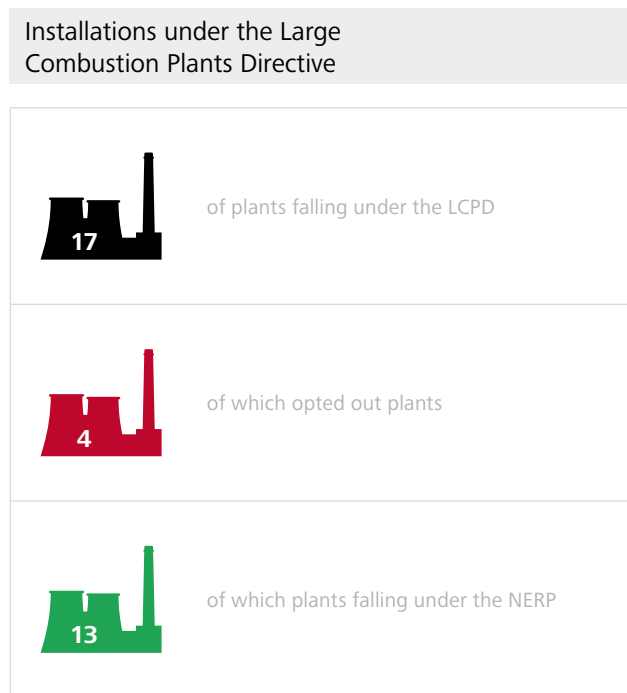 Installations under the Large
Combustion Plants Directive
17
of plants falling under the LCPD
4
of which opted out plants
13
of which plants falling under the NERP